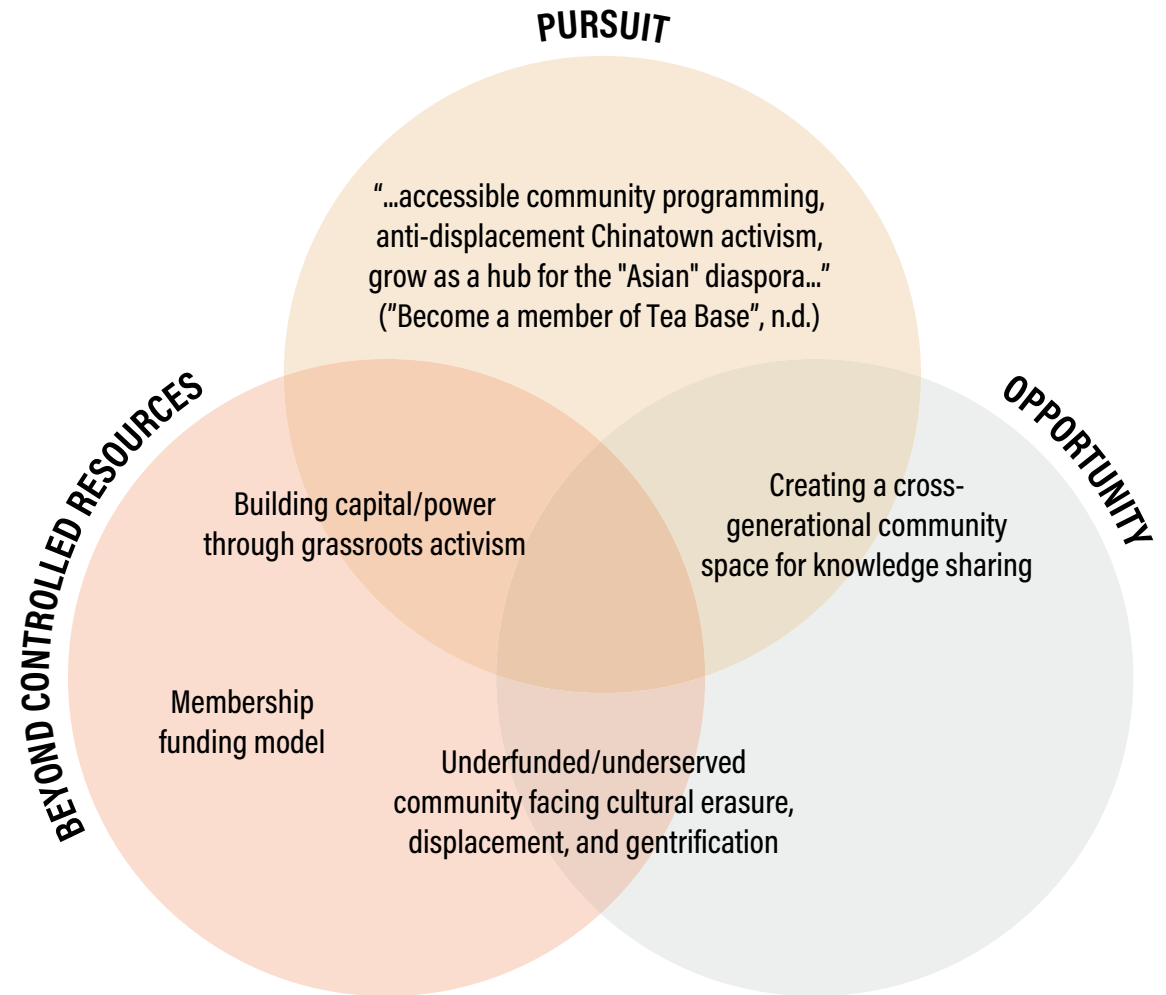 PURSUIT
“...accessible community programming,
anti-displacement Chinatown activism,
grow as a hub for the "Asian" diaspora...”
(”Become a member of Tea Base”, n.d.)
BEYOND CONTROLLED RESOURCES
OPPORTUNITY
Building capital/power
through grassroots activism
Creating a cross-
generational community
space for knowledge sharing
Membership
funding model
Underfunded/underserved
community facing cultural erasure,
displacement, and gentrification